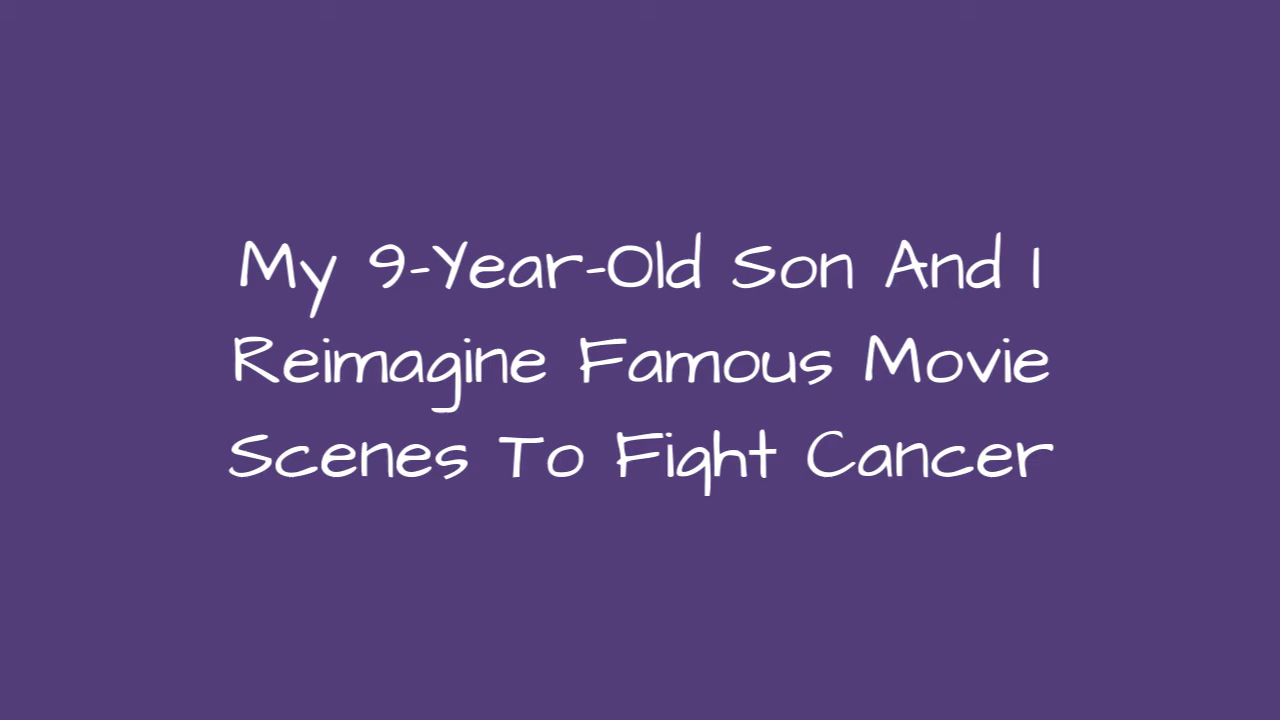 My 9-Year-Old Son And I
Reimagine Famous Movie
Scenes To Fight Cancer